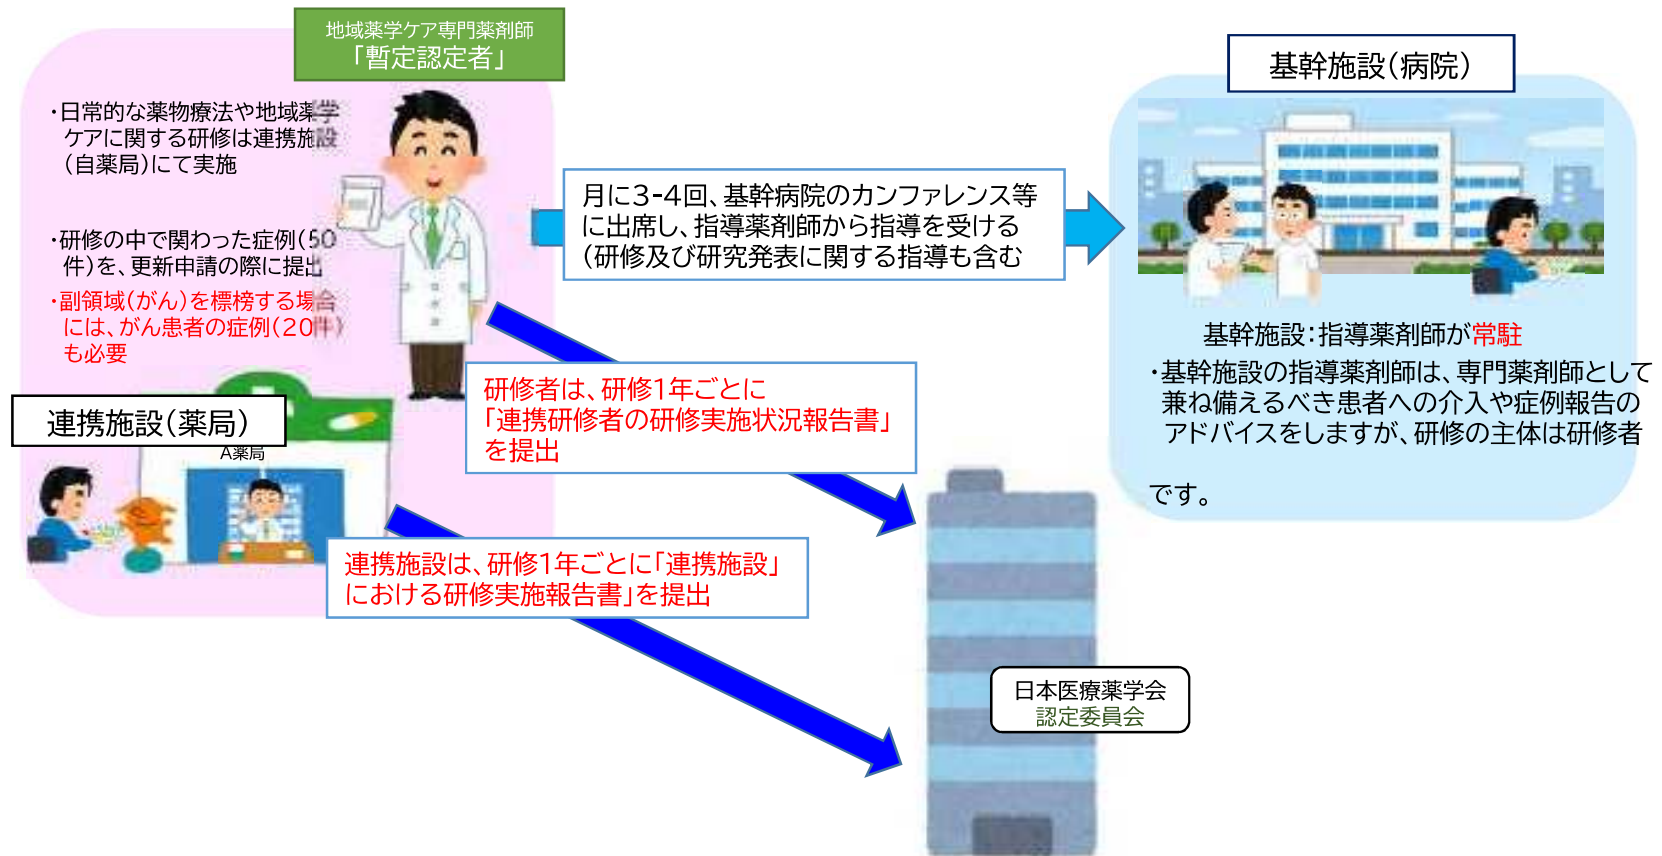 地域薬学ケア専門薬剤師
「暫定認定者」
・日常的な薬物療法や地域薬学
ケアに関する研修は連携施設
（自薬局）にて実施
・研修の中で関わった症例（50
件）を、更新申請の際に提出
・副領域（がん）を標榜する場合
には、がん患者の症例（20件）
も必要
連携施設（薬局）
A薬局
月に3-4回、基幹病院のカンファレンス等
に出席し、指導薬剤師から指導を受ける
（研修及び研究発表に関する指導も含む
研修者は、研修1年ごとに
「連携研修者の研修実施状況報告書」
を提出
連携施設は、研修1年ごとに「連携施設」
における研修実施報告書」を提出
基幹施設（病院）
基幹施設：指導薬剤師が常駐
・基幹施設の指導薬剤師は、専門薬剤師として
兼ね備えるべき患者への介入や症例報告の
アドバイスをしますが、研修の主体は研修者
です。
日本医療薬学会
認定委員会